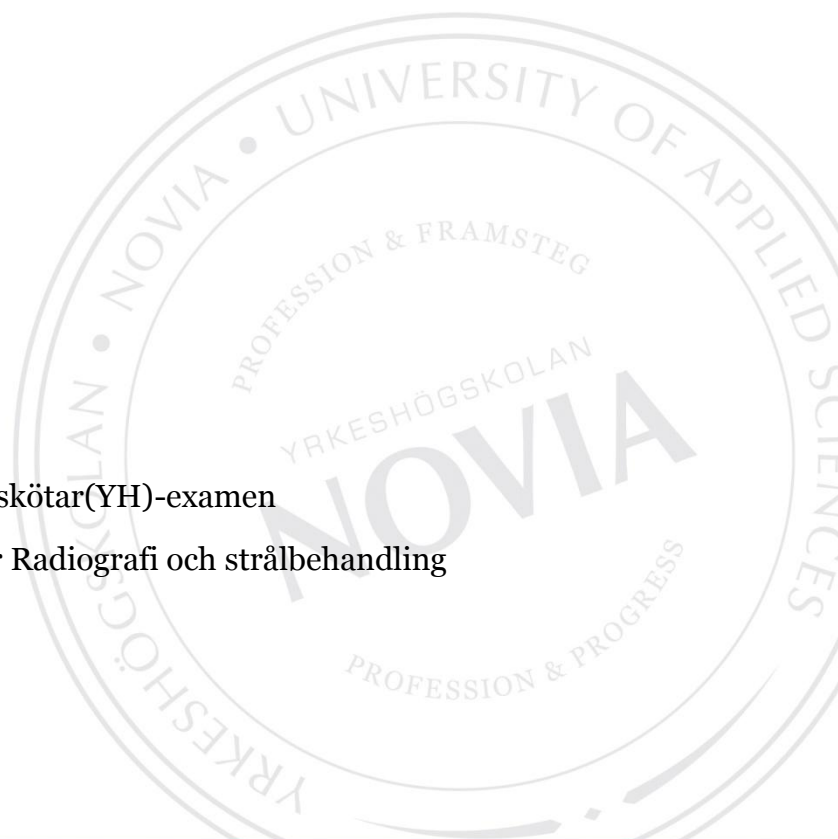 YRKESHÖGSKOLAN • NOVIA • UNIVERSITY OF APPLIED SCIENCES
PROFESSION & FRAMSTEG
YRKESHÖGSKOLAN
NOVIA
skötar(YH)-examen
Radiografi och strålbehandling
PROFESSION & PROGRESS